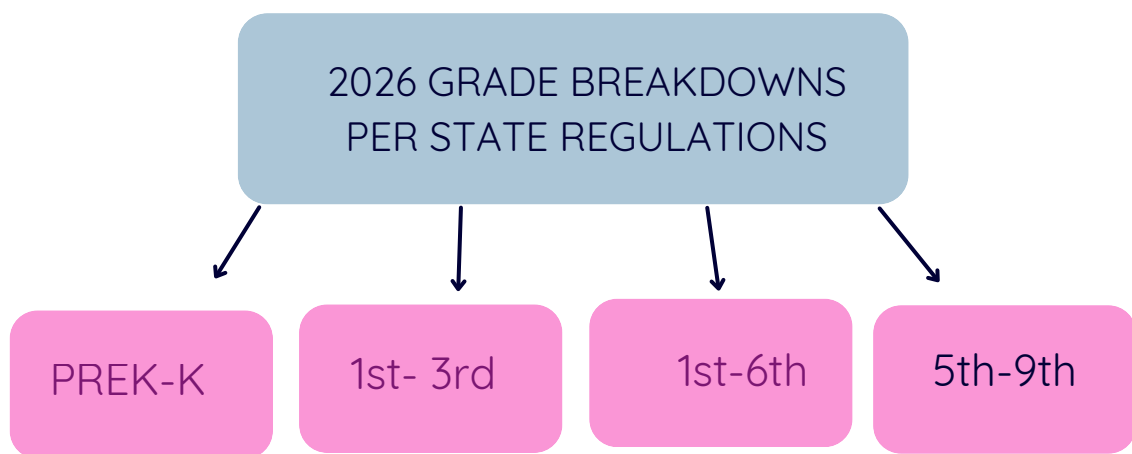 2026 GRADE BREAKDOWNS
PER STATE REGULATIONS
PREK-K
1st- 3rd
1st-6th
5th-9th